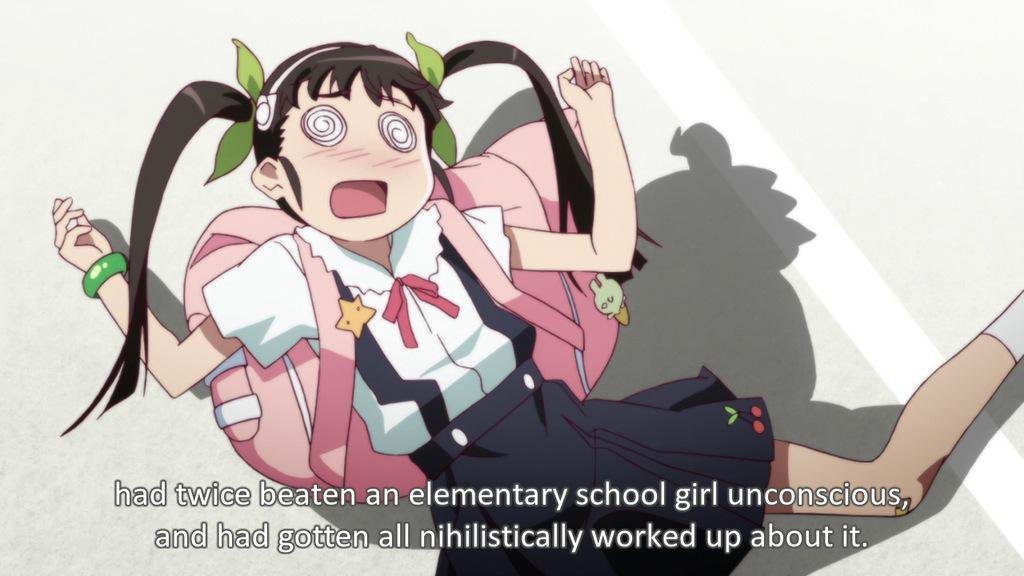 had twice beaten an elementary school girl unconscious,
and had gotten all nihilistically worked up about it.